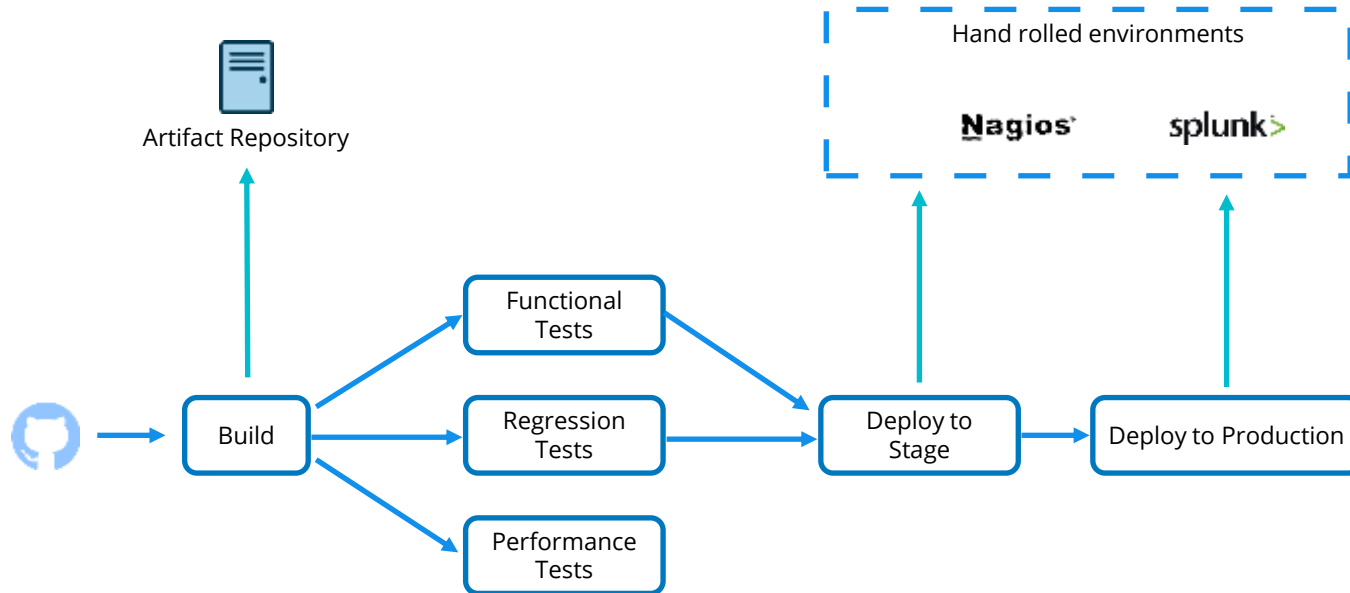 Hand rolled environments
Nagios
splunk>
Artifact Repository
Functional
Tests
Build
Regression
Tests
Deploy to
Stage
Deploy to Production
Performance
Tests